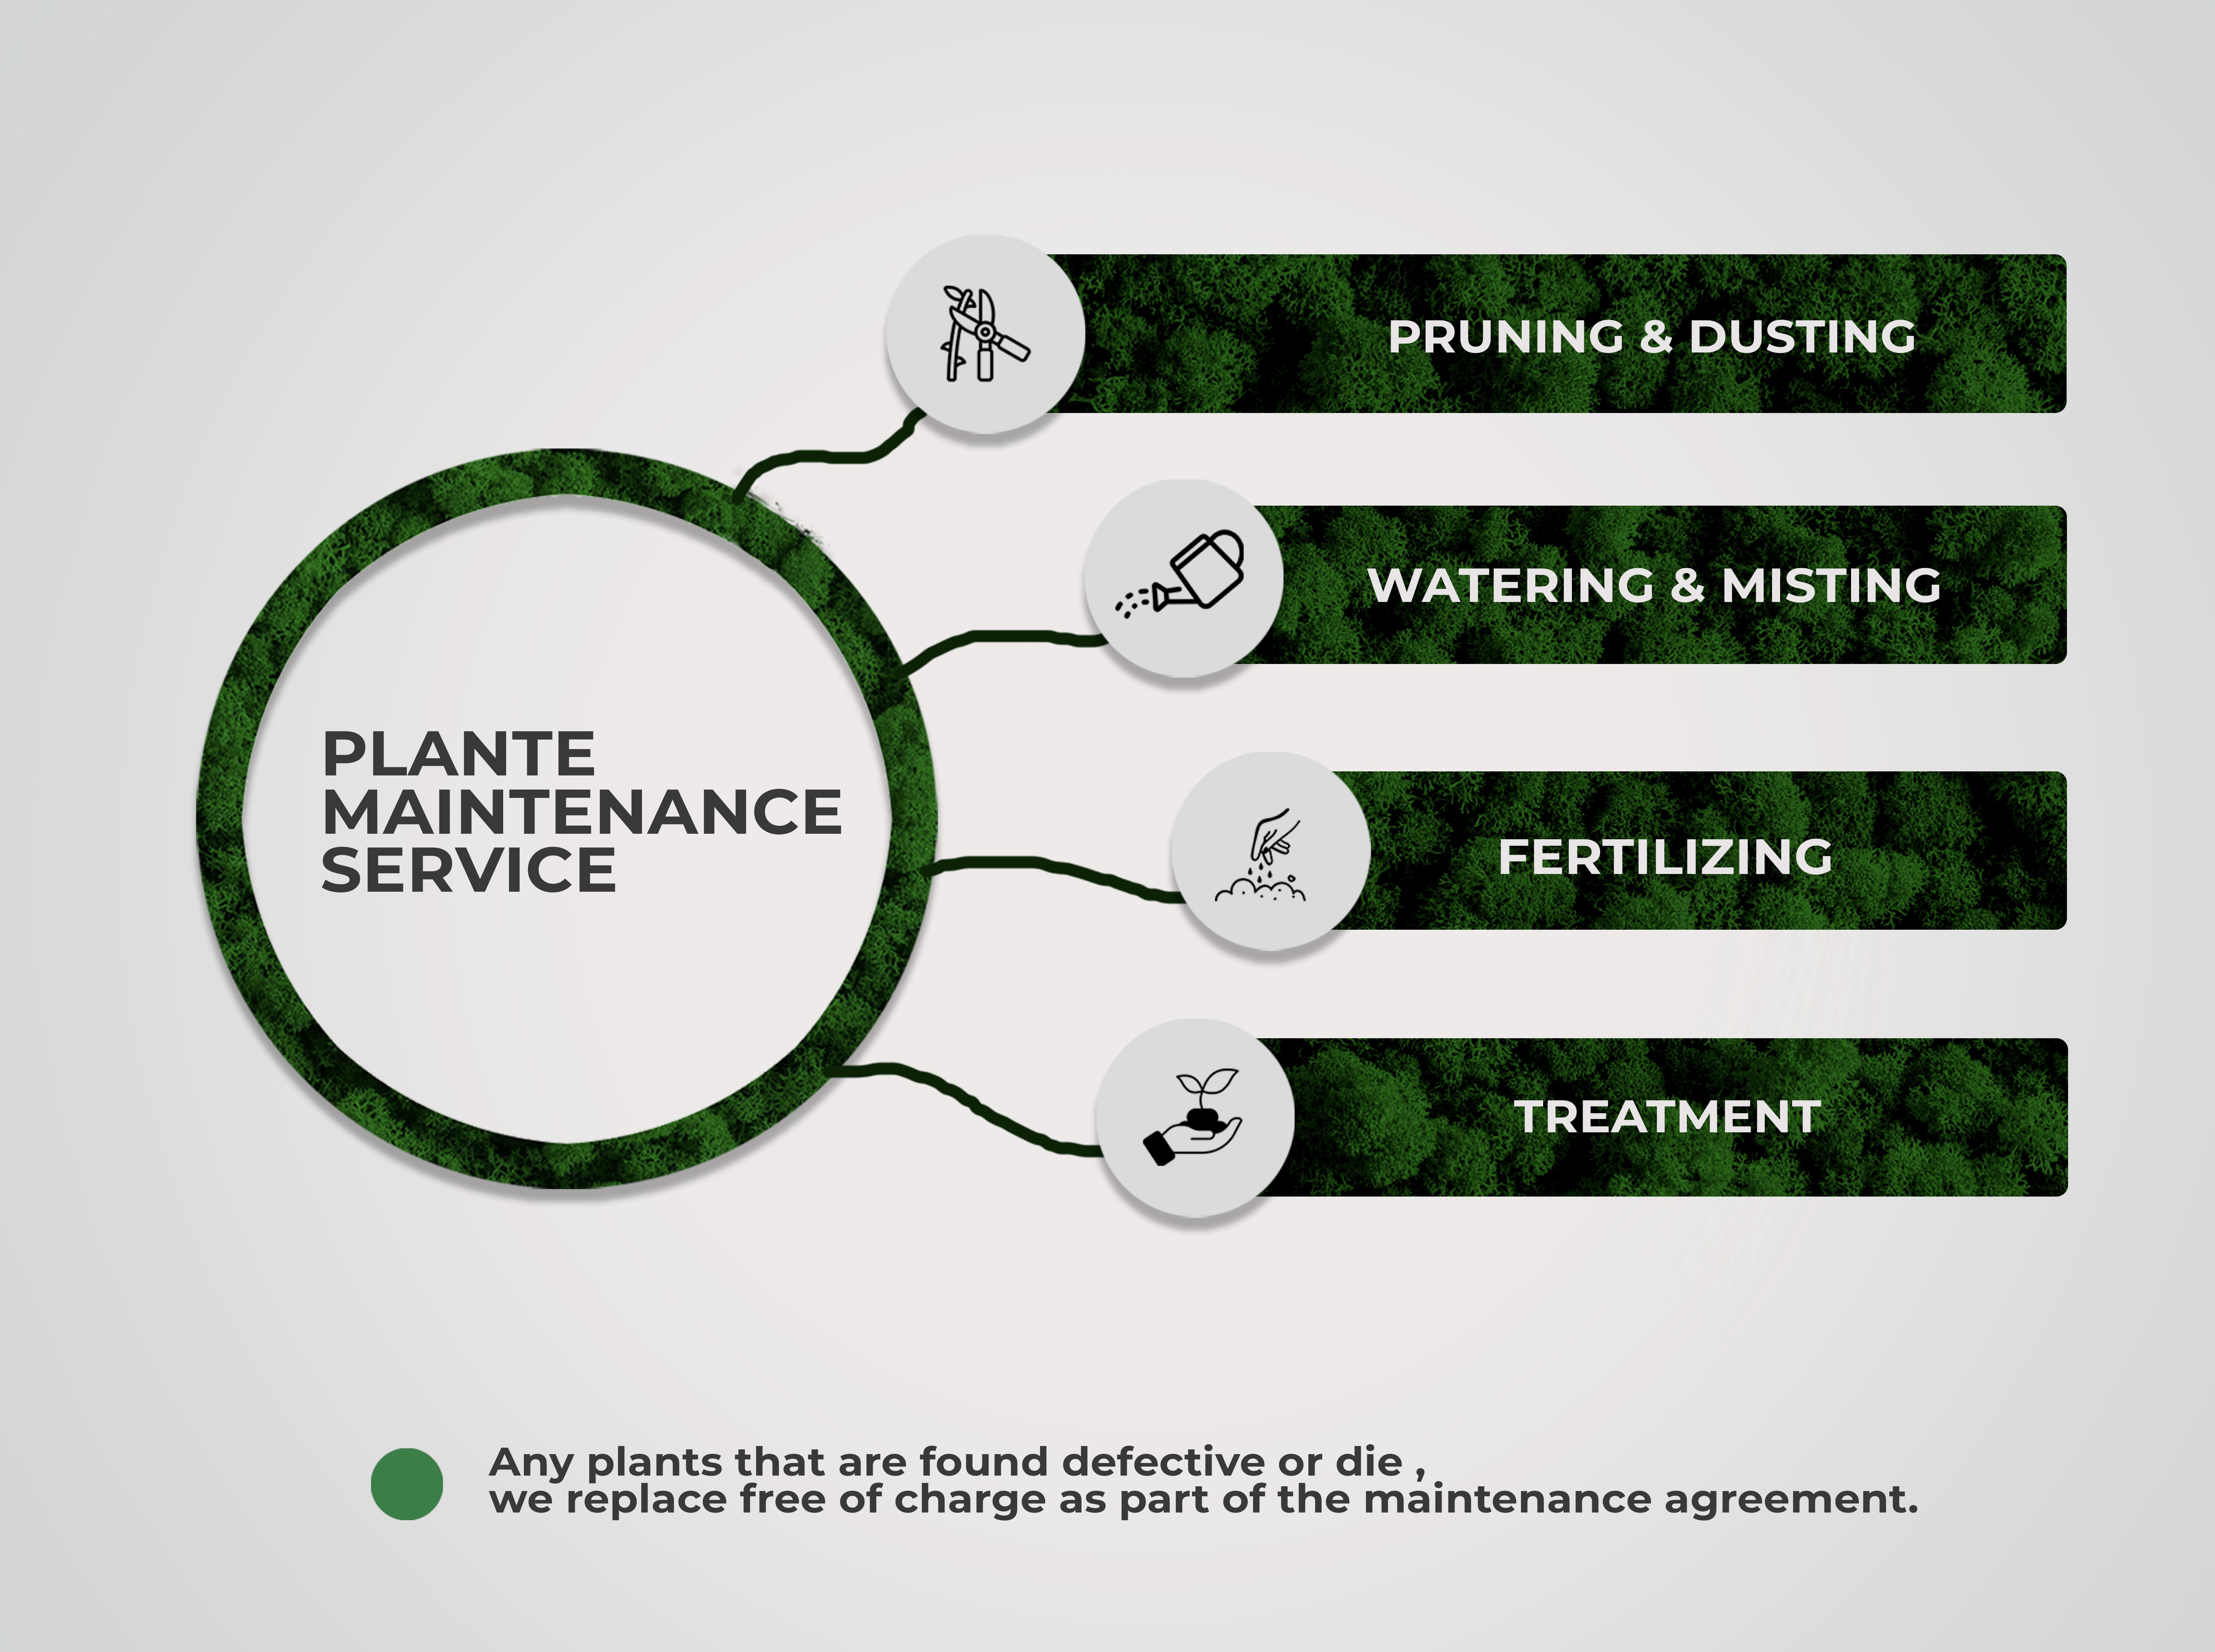 PLANTE
MAINTENANCE
SERVICE
PRUNING & DUSTING
WATERING & MISTING
FERTILIZING
TREATMENT
Any plants that are found defective or die ,
we replace free of charge as part of the maintenance agreement.